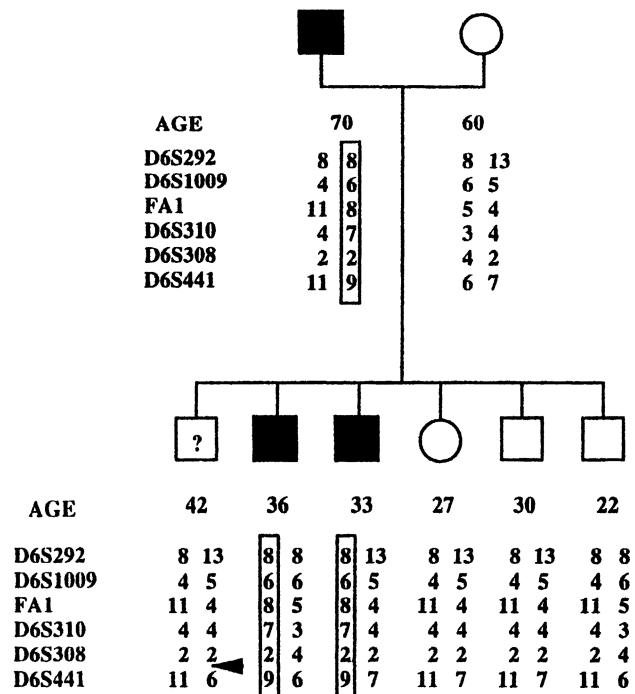 AGE 70 60
D6S292 8 8 8 13
D6S1009 4 6 6 5
FA1 11 8 5 4
D6S310 4 7 3 4
D6S308 2 2 4 2
D6S441 11 9 6 7
?
AGE 42 36 33 27 30 22
D6S292 8 13 8 8 8 13 8 13 8 13 8 8
D6S1009 4 5 6 6 6 5 4 5 4 5 4 6
FA1 11 4 8 5 8 4 11 4 11 4 11 5
D6S310 4 4 7 3 7 4 4 4 4 4 4 3
D6S308 2 2 2 4 2 2 2 2 2 2 2 4
D6S441 11 6 9 6 9 7 11 7 11 7 11 6